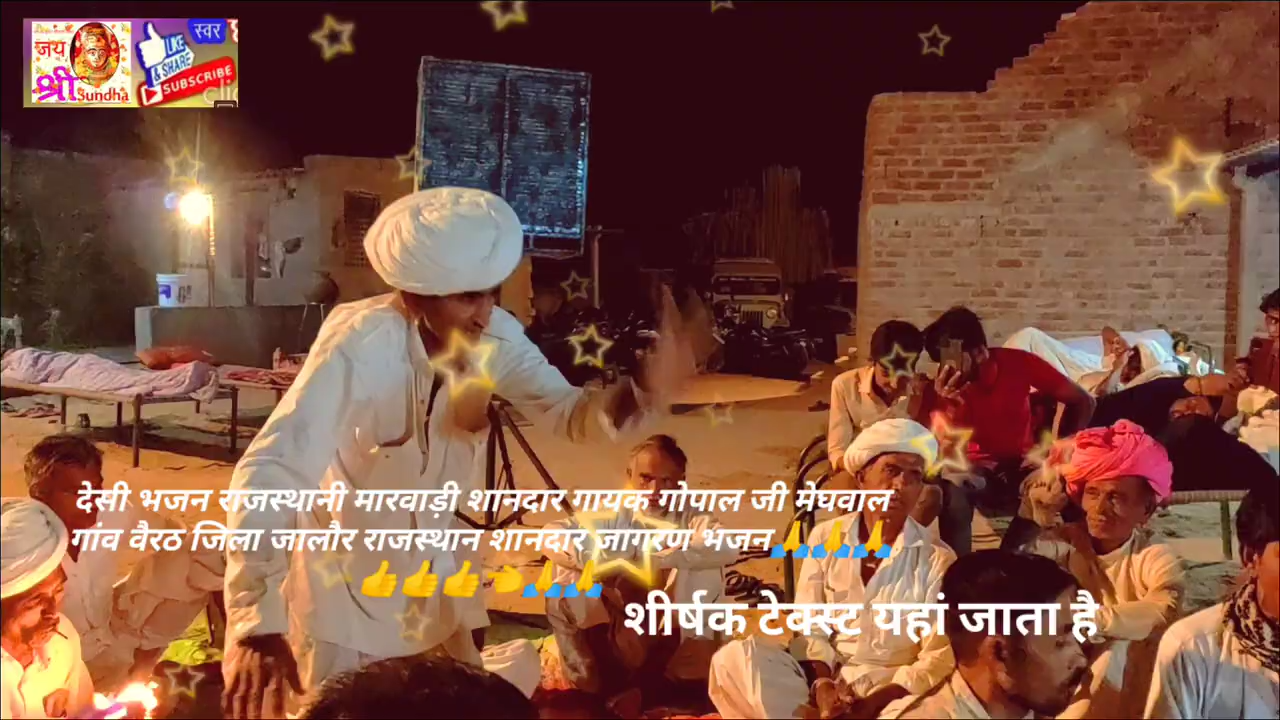 जय
श्री Sundha
स्वर
LIKE
& SHARE
SUBSCRIBE
देसी भजन राजस्थानी मारवाड़ी शानदार गायक गोपाल जी मेघवाल
गांव वैरठ जिला जालौर राजस्थान शानदार जागरण भजन🙏🙏🙏
👍👍👍👈🙏🙏
शीर्षक टेक्स्ट यहां जाता है